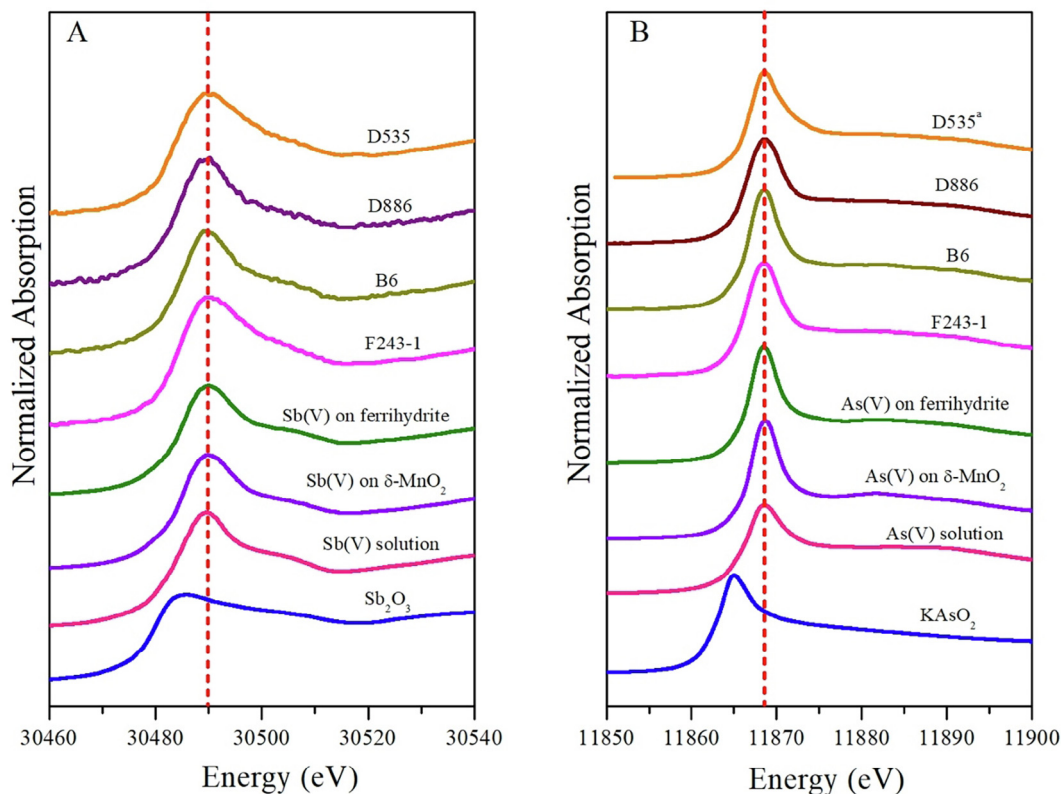 A
D535
D886
B6
F243-1
Sb(V) on ferrihydrite
Sb(V) on δ-MnO₂
Sb(V) solution
Sb₂O₃
Normalized Absorption
30460 30480 30500 30520 30540
Energy (eV)
B
D535ᵃ
D886
B6
F243-1
As(V) on ferrihydrite
As(V) on δ-MnO₂
As(V) solution
KAsO₂
Normalized Absorption
11850 11860 11870 11880 11890 11900
Energy (eV)